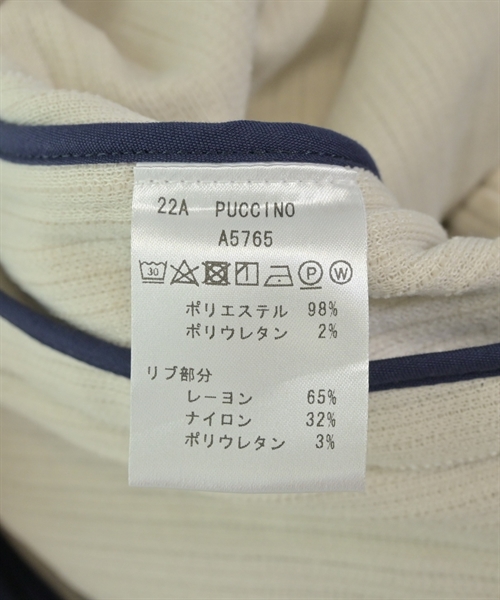 22A PUCCINO
A5765
30 P W
ポリエステル 98%
ポリウレタン 2%
リブ部分
レーヨン 65%
ナイロン 32%
ポリウレタン 3%